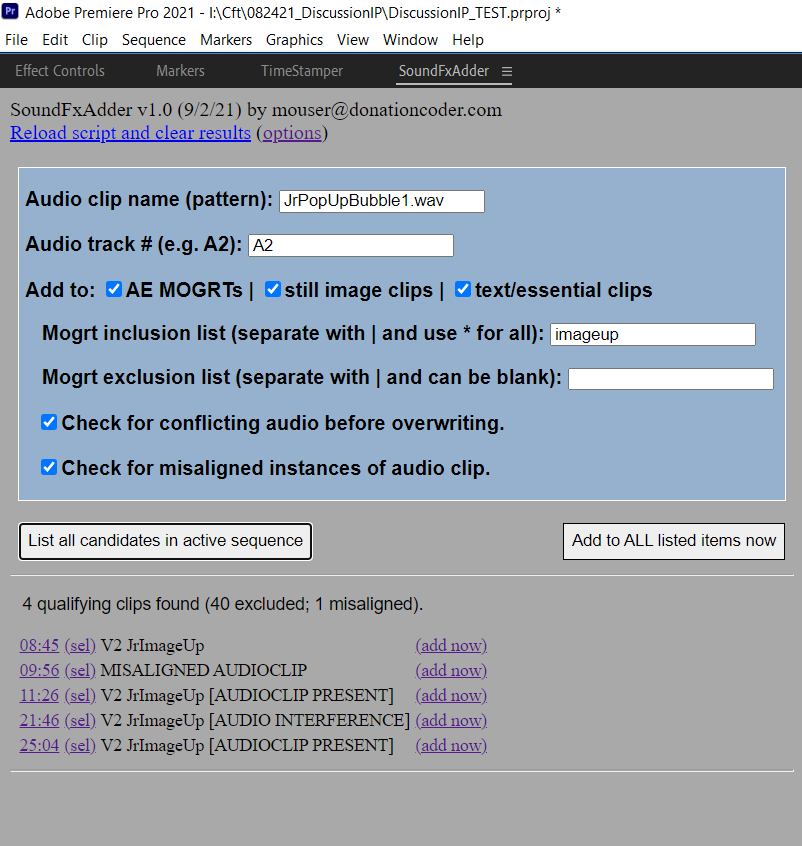 Pr Adobe Premiere Pro 2021 - I:\Cft\082421_DiscussionIP\DiscussionIP_TEST.prproj *
File Edit Clip Sequence Markers Graphics View Window Help
Effect Controls Markers TimeStamper SoundFxAdder
SoundFxAdder v1.0 (9/2/21) by mouser@donationcoder.com
Reload script and clear results (options)
Audio clip name (pattern): JrPopUpBubble1.wav
Audio track # (e.g. A2): A2
Add to: AE MOGRTs | still image clips | text/essential clips
Mogrt inclusion list (separate with | and use * for all): imageup
Mogrt exclusion list (separate with | and can be blank):
Check for conflicting audio before overwriting.
Check for misaligned instances of audio clip.
List all candidates in active sequence Add to ALL listed items now
4 qualifying clips found (40 excluded; 1 misaligned).
08:45 (sel) V2 JrImageUp (add now)
09:56 (sel) MISALIGNED AUDIOCLIP (add now)
11:26 (sel) V2 JrImageUp [AUDIOCLIP PRESENT] (add now)
21:46 (sel) V2 JrImageUp [AUDIO INTERFERENCE] (add now)
25:04 (sel) V2 JrImageUp [AUDIOCLIP PRESENT] (add now)